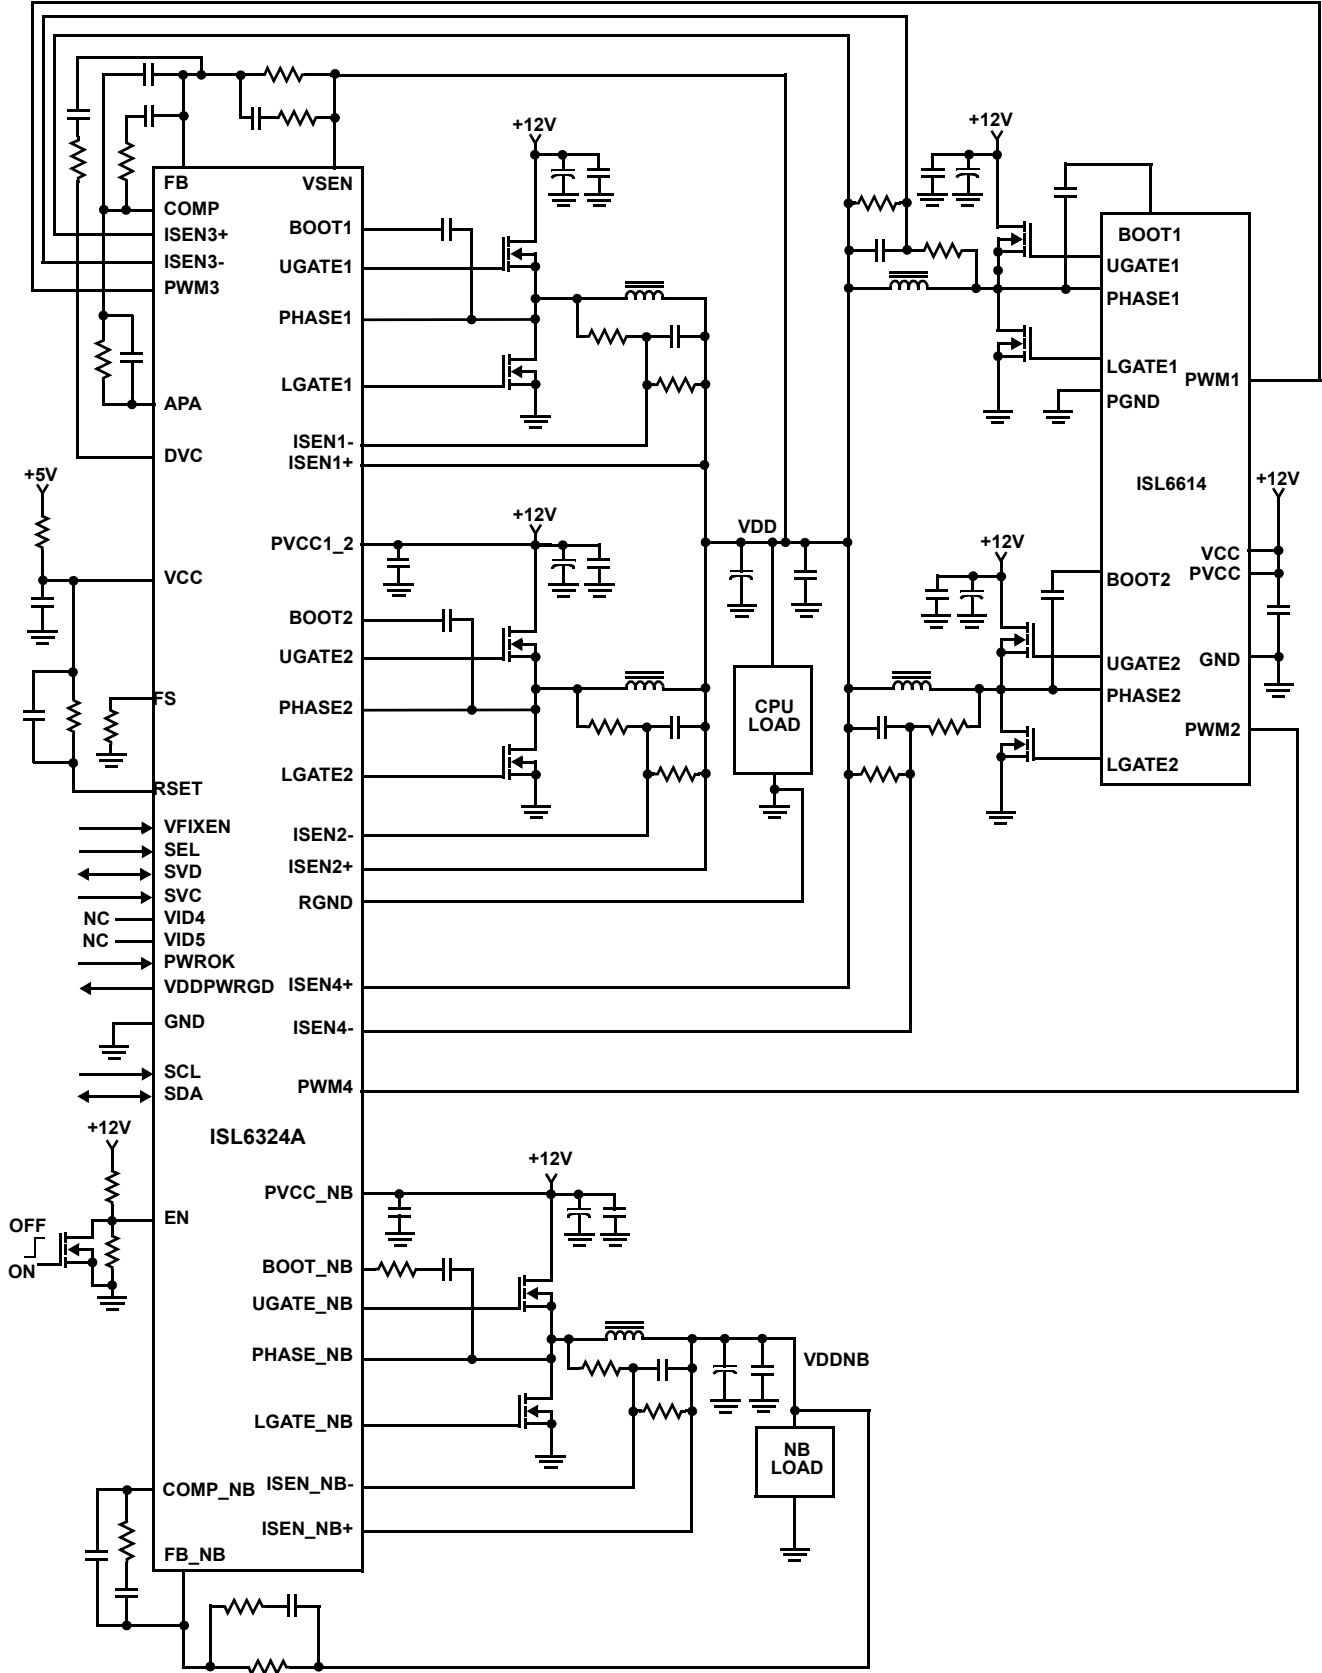 +12V
+12V
FB
VSEN
COMP
ISEN3+
ISEN3-
PWM3
BOOT1
UGATE1
PHASE1
LGATE1
APA
ISEN1-
ISEN1+
DVC
+5V
+12V
PVCC1_2
VCC
BOOT2
UGATE2
FS
PHASE2
LGATE2
RSET
VFIXEN
SEL
SVD
SVC
NC
VID4
NC
VID5
PWROK
VDDPWRGD
GND
SCL
SDA
ISEN2-
ISEN2+
RGND
ISEN4+
ISEN4-
PWM4
ISL6324A
VDD
CPU
LOAD
BOOT1
UGATE1
PHASE1
LGATE1
PWM1
PGND
ISL6614
+12V
+12V
VCC
PVCC
BOOT2
GND
UGATE2
PHASE2
PWM2
LGATE2
+12V
EN
OFF
ON
+12V
PVCC_NB
BOOT_NB
UGATE_NB
PHASE_NB
LGATE_NB
VDDNB
NB
LOAD
COMP_NB
ISEN_NB-
ISEN_NB+
FB_NB